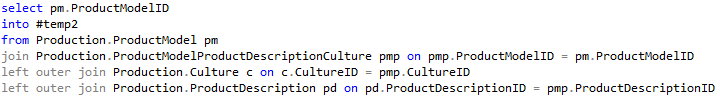 select pm.ProductModelID
into #temp2
from Production.ProductModel pm
join Production.ProductModelProductDescriptionCulture pmp on pmp.ProductModelID = pm.ProductModelID
left outer join Production.Culture c on c.CultureID = pmp.CultureID
left outer join Production.ProductDescription pd on pd.ProductDescriptionID = pmp.ProductDescriptionID